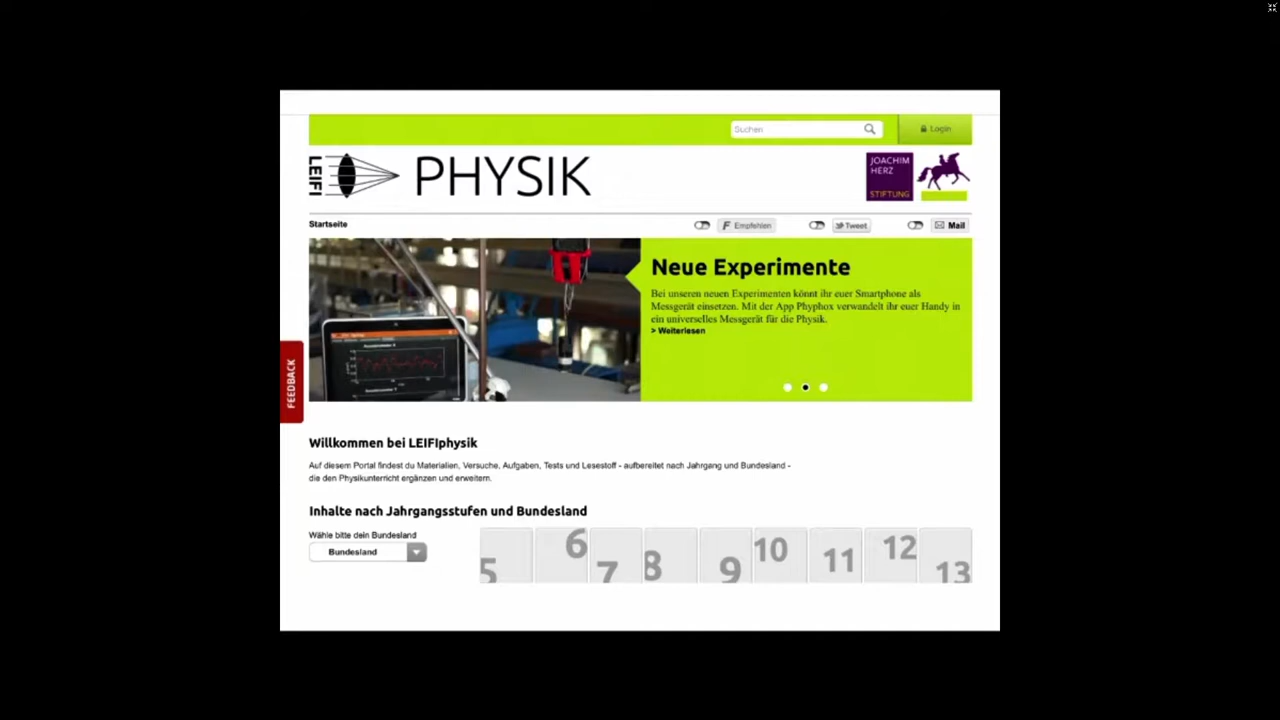 Suchen
Login
LEIFI PHYSIK
JOACHIM
HERZ
STIFTUNG
Startseite
Empfehlen
Tweet
Mail
Neue Experimente
Bei unseren neuen Experimenten könnt ihr euer Smartphone als
Messgerät einsetzen. Mit der App Phyphox verwandelt ihr euer Handy in
ein universelles Messgerät für die Physik.
> Weiterlesen
FEEDBACK
Willkommen bei LEIFIphysik
Auf diesem Portal findest du Materialien, Versuche, Aufgaben, Tests und Lesestoff - aufbereitet nach Jahrgang und Bundesland -
die den Physikunterricht ergänzen und erweitern.
Inhalte nach Jahrgangsstufen und Bundesland
Wähle bitte dein Bundesland
Bundesland
5 6 7 8 9 10 11 12 13